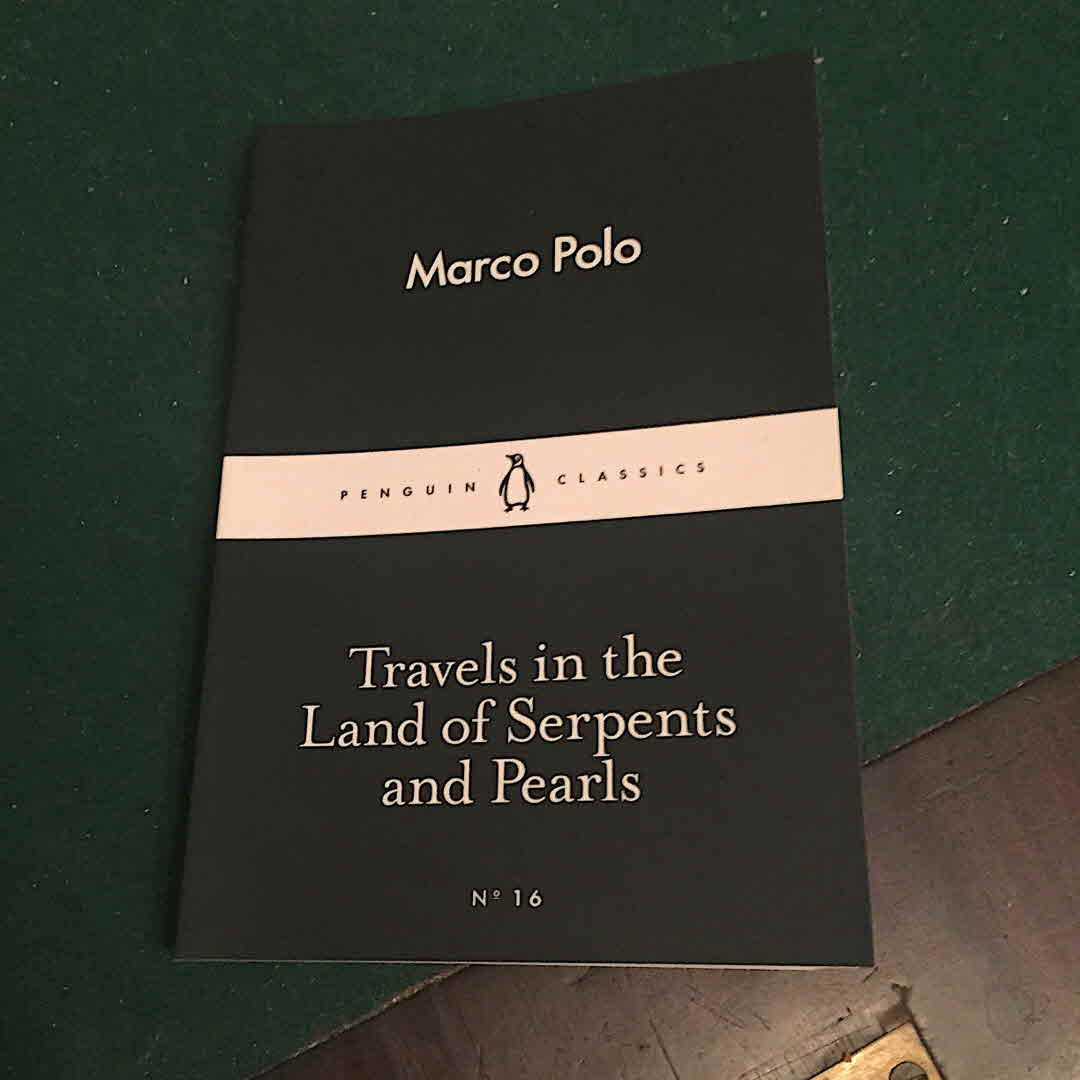 Marco Polo
PENGUIN CLASSICS
Travels in the
Land of Serpents
and Pearls
Nº 16